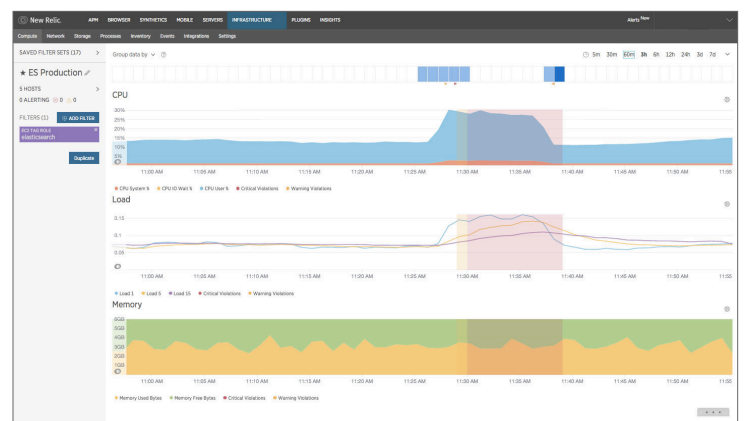 New Relic. APM BROWSER SYNTHETICS MOBILE SERVERS INFRASTRUCTURE PLUGINS INSIGHTS Alerts New
Compute Network Storage Processes Inventory Events Integrations Settings
SAVED FILTER SETS (17) >
Group data by
5m 30m 60m 3h 6h 12h 24h 3d 7d
★ ES Production
5 HOSTS >
0 ALERTING 0 0
FILTERS (1) ADD FILTER
EC2 TAG ROLE
elasticsearch
Duplicate
CPU
30%
25%
20%
15%
10%
5%
11:00 AM 11:05 AM 11:10 AM 11:15 AM 11:20 AM 11:25 AM 11:30 AM 11:35 AM 11:40 AM 11:45 AM 11:50 AM 11:55
CPU System % CPU IO Wait % CPU User % Critical Violations Warning Violations
Load
0.15
0.1
0.05
11:00 AM 11:05 AM 11:10 AM 11:15 AM 11:20 AM 11:25 AM 11:30 AM 11:35 AM 11:40 AM 11:45 AM 11:50 AM 11:55
Load 1 Load 5 Load 15 Critical Violations Warning Violations
Memory
6GB
5GB
4GB
3GB
2GB
1GB
11:00 AM 11:05 AM 11:10 AM 11:15 AM 11:20 AM 11:25 AM 11:30 AM 11:35 AM 11:40 AM 11:45 AM 11:50 AM 11:55
Memory Used Bytes Memory Free Bytes Critical Violations Warning Violations